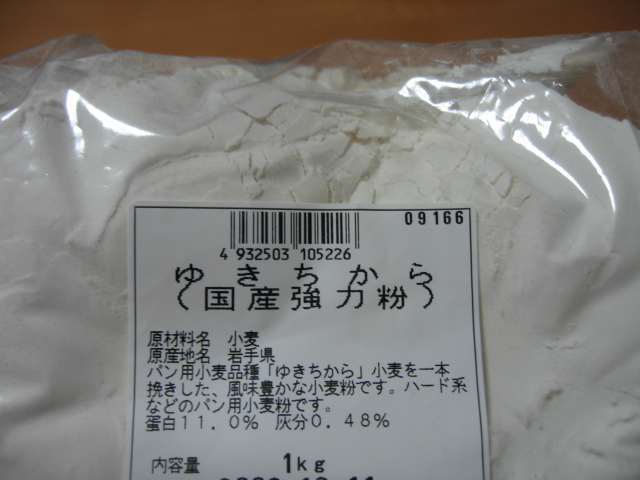 09166
4 932503 105226
ゆきちから
(国産強力粉)
原材料名 小麦
原産地名 岩手県
パン用小麦品種「ゆきちから」小麦を一本
挽きした、風味豊かな小麦粉です。ハード系
などのパン用小麦粉です。
蛋白11.0% 灰分0.48%
内容量 1kg